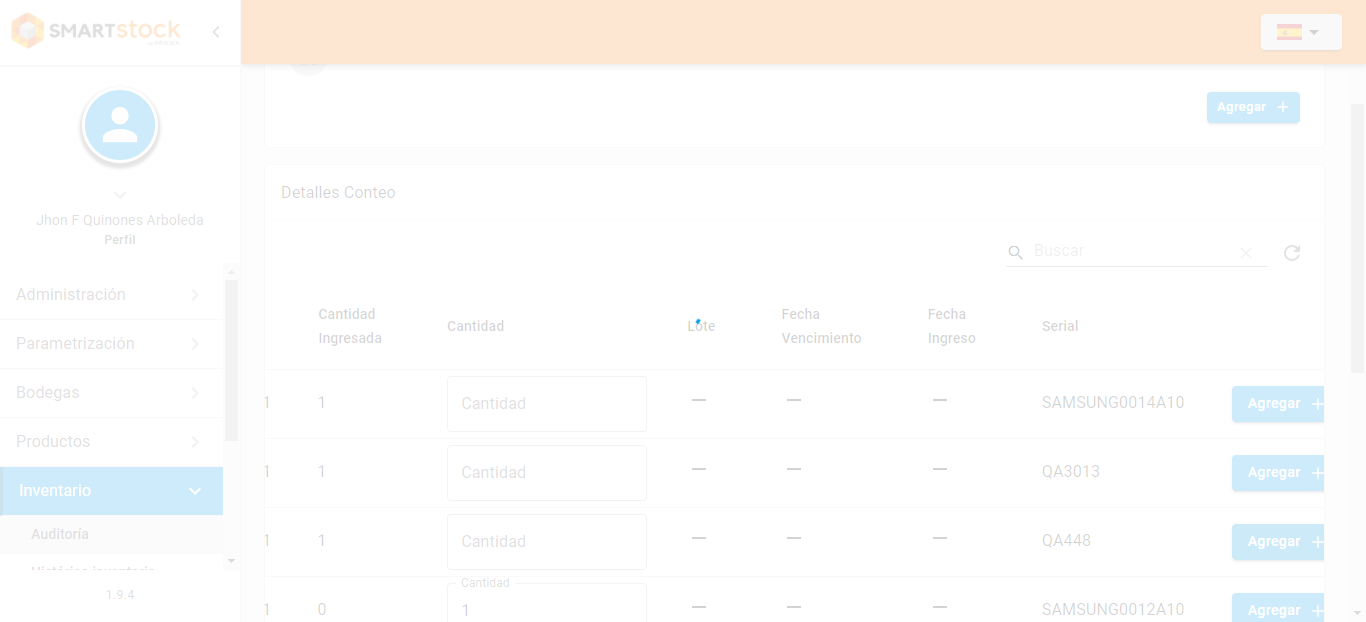 SMARTstock
Agregar
Jhon F Quinones Arboleda
Perfil
Administración
Parametrización
Bodegas
Productos
Inventario
Auditoría
Histórico inventario
1.9.4
Detalles Conteo
Buscar
Cantidad Ingresada
Cantidad
Lote
Fecha Vencimiento
Fecha Ingreso
Serial
1 1 Cantidad — — — SAMSUNG0014A10 Agregar
1 1 Cantidad — — — QA3013 Agregar
1 1 Cantidad — — — QA448 Agregar
Cantidad
1 0 1 — — — SAMSUNG0012A10 Agregar